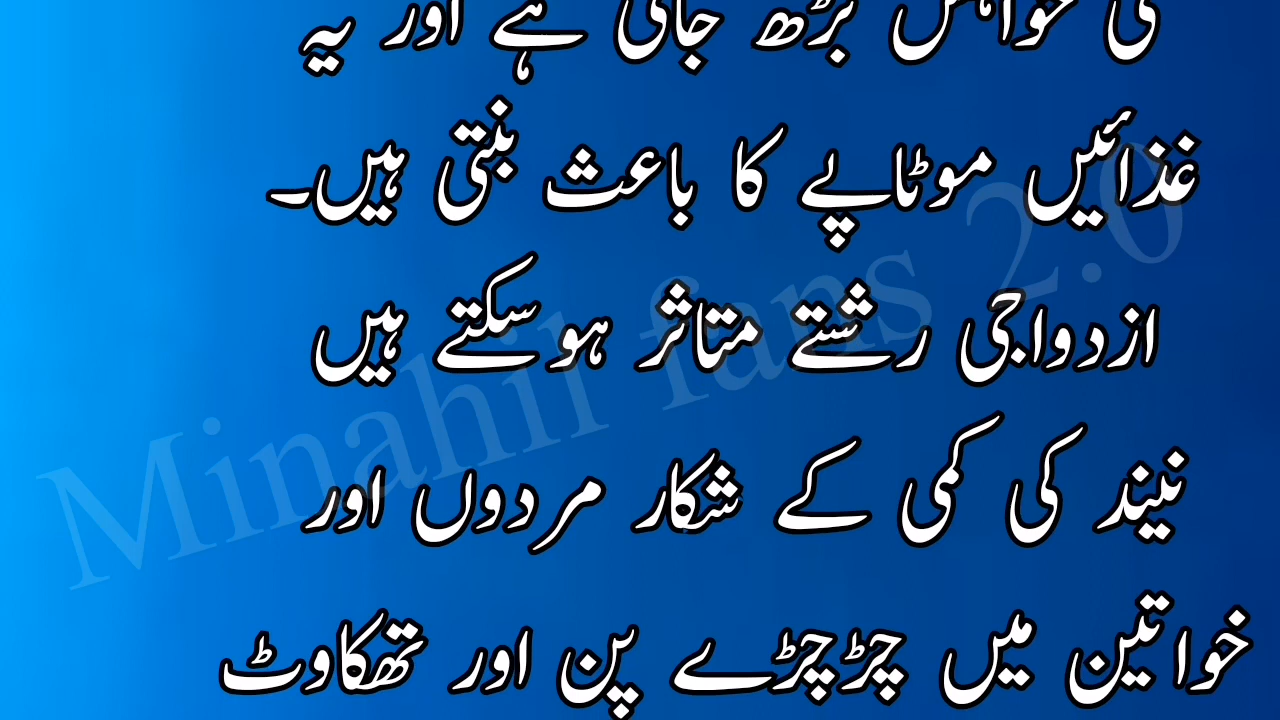 کی خواہش بڑھ جاتی ہے اور یہ
غذائیں موٹاپے کا باعث بنتی ہیں۔
ازدواجی رشتے متاثر ہوسکتے ہیں
نیند کی کمی کے شکار مردوں اور
خواتین میں چڑچڑے پن اور تھکاوٹ
Minahil fans 2.0